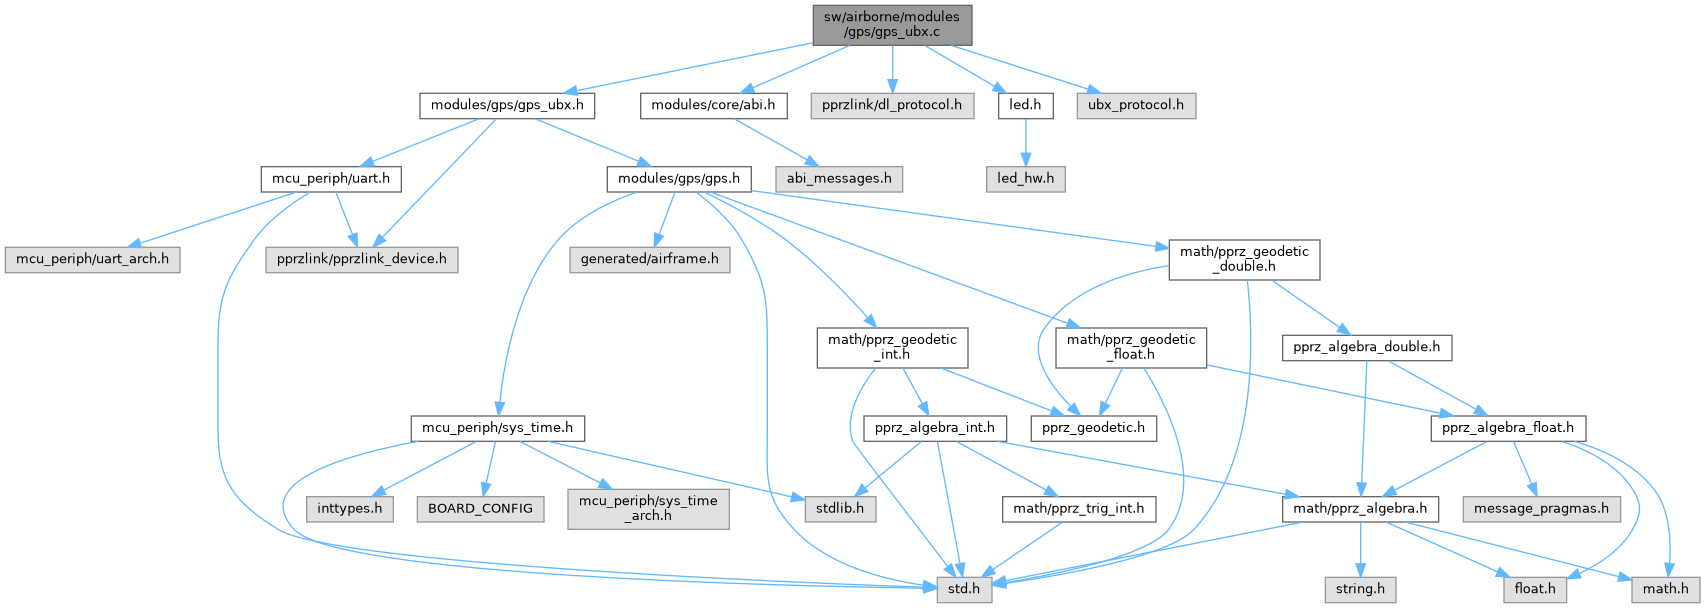 sw/airborne/modules
/gps/gps_ubx.c
modules/gps/gps_ubx.h
modules/core/abi.h
pprzlink/dl_protocol.h
led.h
ubx_protocol.h
mcu_periph/uart.h
modules/gps/gps.h
abi_messages.h
led_hw.h
mcu_periph/uart_arch.h
pprzlink/pprzlink_device.h
generated/airframe.h
math/pprz_geodetic
_double.h
math/pprz_geodetic
_int.h
math/pprz_geodetic
_float.h
pprz_algebra_double.h
mcu_periph/sys_time.h
pprz_algebra_int.h
pprz_geodetic.h
pprz_algebra_float.h
inttypes.h
BOARD_CONFIG
mcu_periph/sys_time
_arch.h
stdlib.h
math/pprz_trig_int.h
math/pprz_algebra.h
message_pragmas.h
std.h
string.h
float.h
math.h